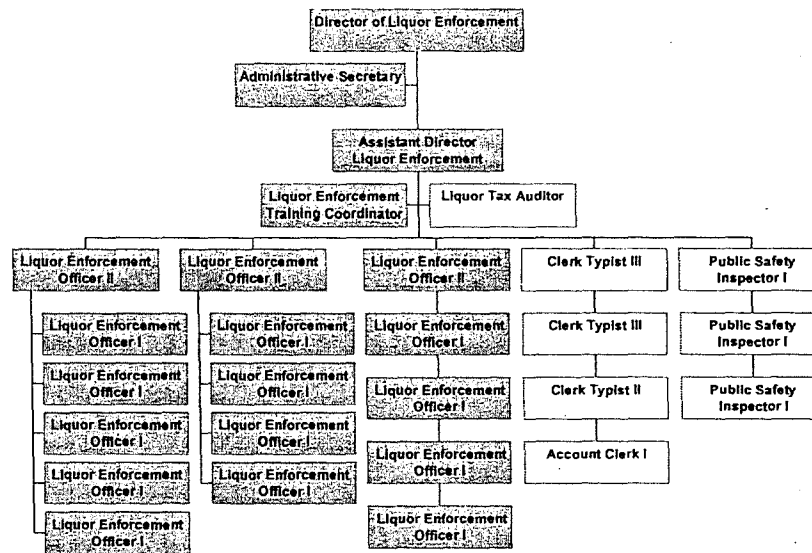 Director of Liquor Enforcement
Administrative Secretary
Assistant Director
Liquor Enforcement
Liquor Enforcement
Training Coordinator
Liquor Tax Auditor
Liquor Enforcement
Officer II
Liquor Enforcement
Officer II
Liquor Enforcement
Officer II
Clerk Typist III
Public Safety
Inspector I
Liquor Enforcement
Officer I
Liquor Enforcement
Officer I
Liquor Enforcement
Officer I
Clerk Typist III
Public Safety
Inspector I
Liquor Enforcement
Officer I
Liquor Enforcement
Officer I
Liquor Enforcement
Officer I
Clerk Typist II
Public Safety
Inspector I
Liquor Enforcement
Officer I
Liquor Enforcement
Officer I
Liquor Enforcement
Officer I
Account Clerk I
Liquor Enforcement
Officer I
Liquor Enforcement
Officer I
Liquor Enforcement
Officer I
Liquor Enforcement
Officer I